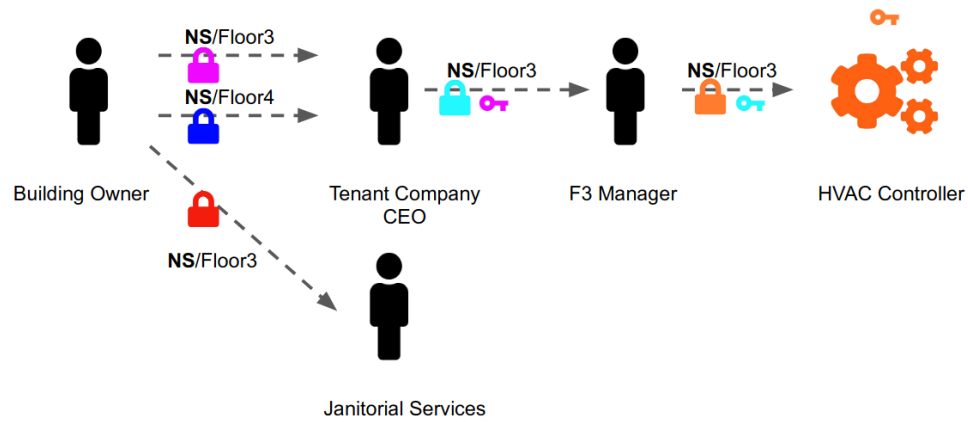 NS/Floor3
NS/Floor4
NS/Floor3
NS/Floor3
Building Owner
Tenant Company
CEO
F3 Manager
HVAC Controller
NS/Floor3
Janitorial Services